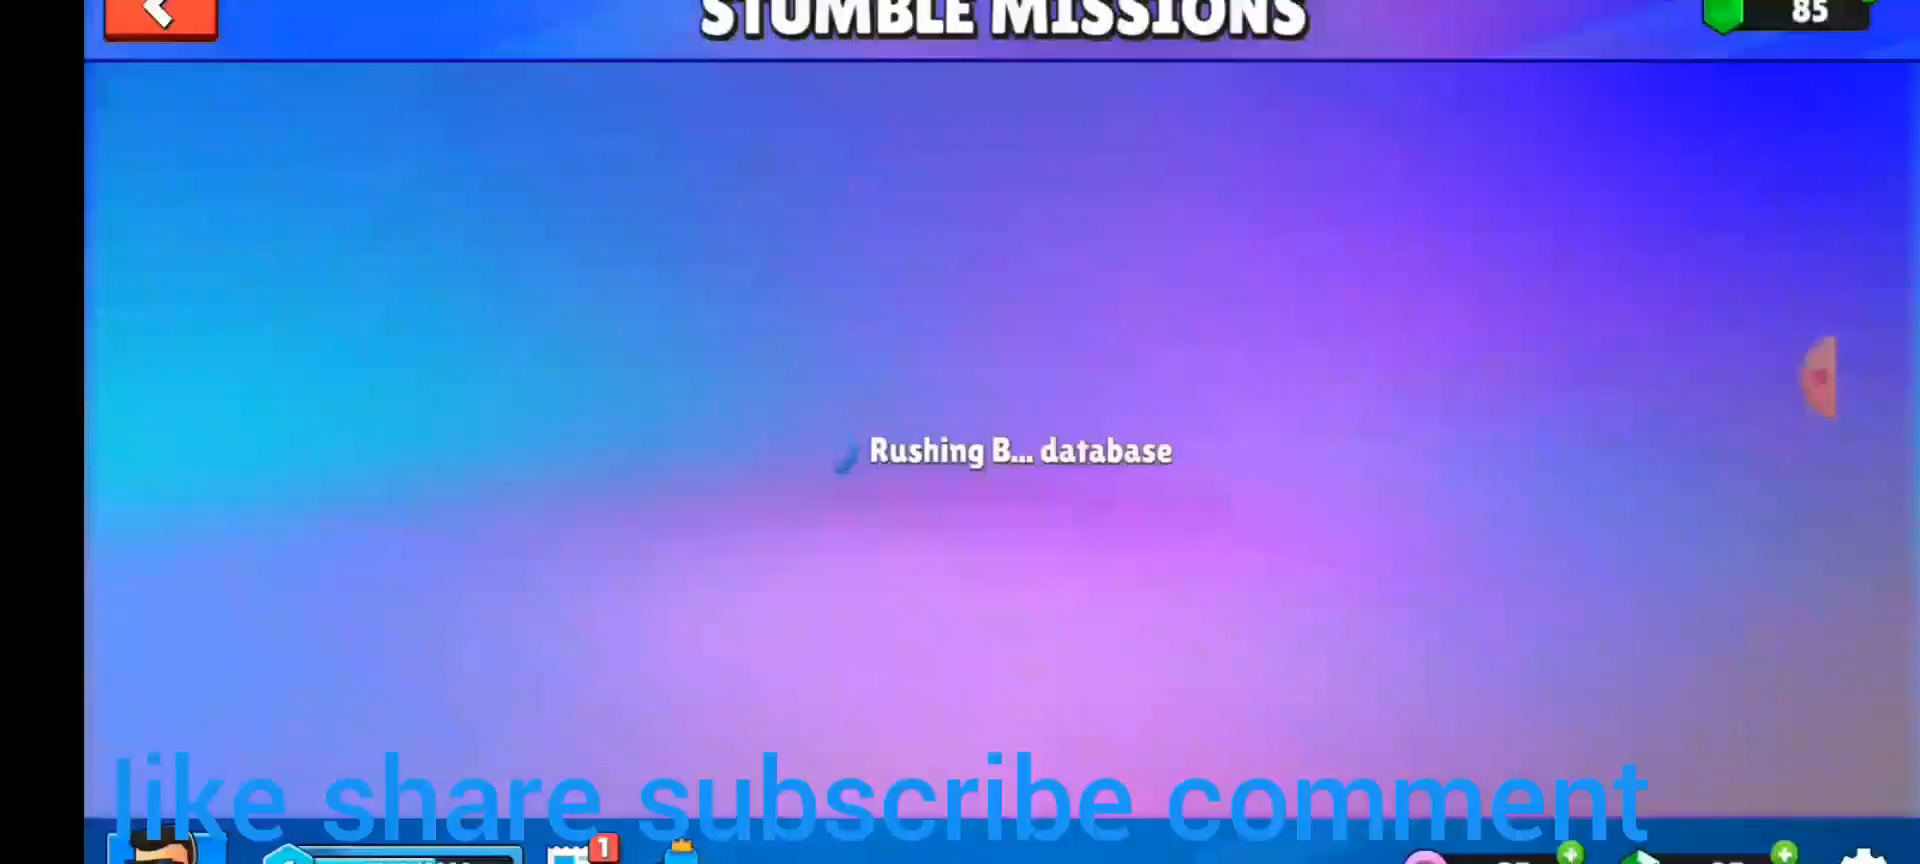 STUMBLE MISSIONS
85
Rushing B... database
like share subscribe comment
1